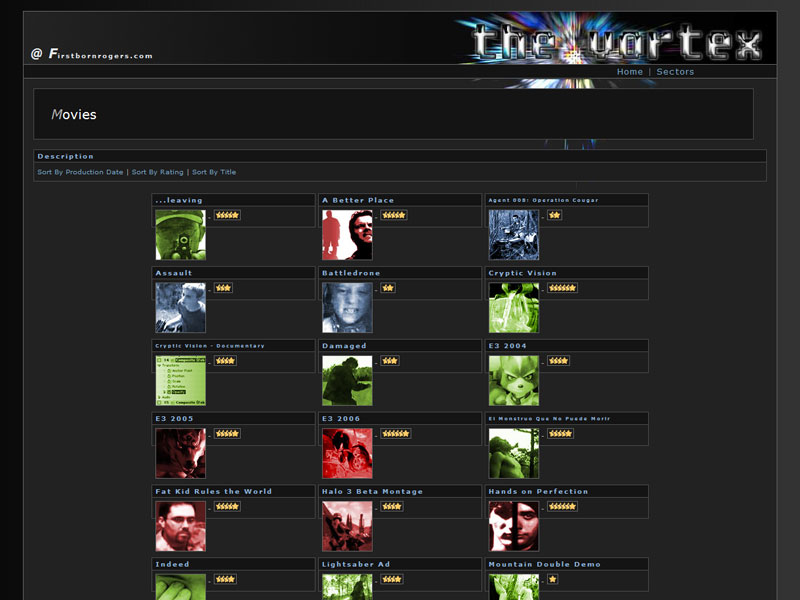 the vortex
@ Firstbornrogers.com
Home | Sectors
Movies
Description
Sort By Production Date | Sort By Rating | Sort By Title
...leaving
A Better Place
Agent 008: Operation Cougar
Assault
Battledrone
Cryptic Vision
Cryptic Vision - Documentary
Damaged
E3 2004
E3 2005
E3 2006
El Monstruo Que No Puede Morir
Fat Kid Rules the World
Halo 3 Beta Montage
Hands on Perfection
Indeed
Lightsaber Ad
Mountain Double Demo